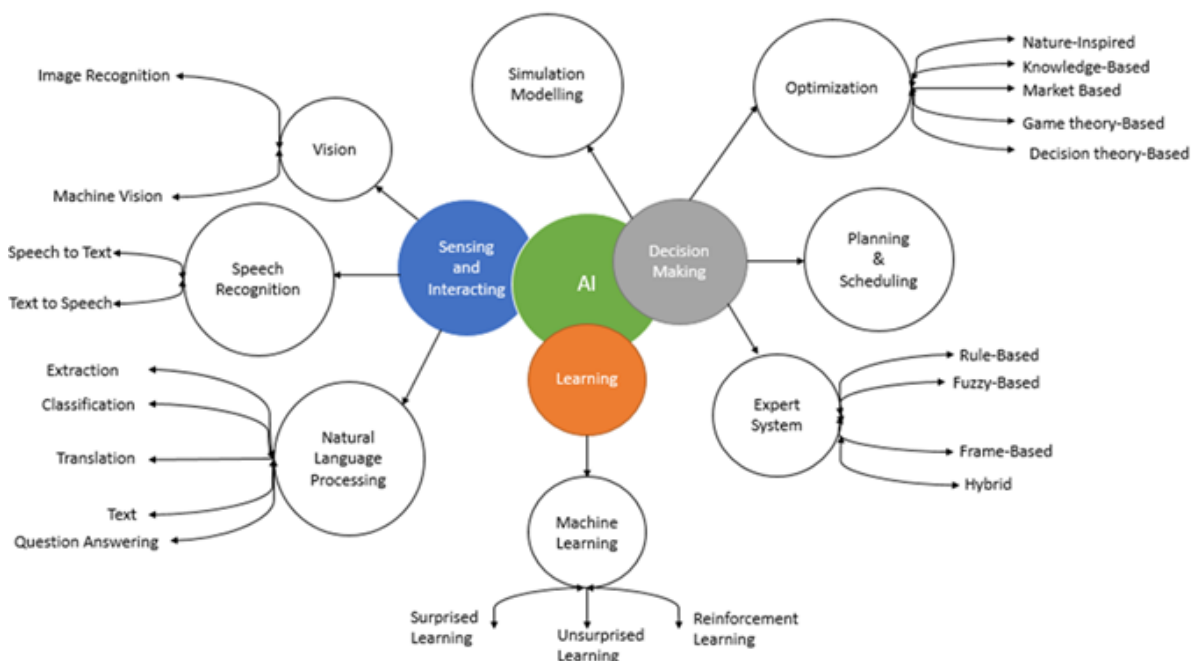 Image Recognition
Machine Vision
Vision
Speech to Text
Text to Speech
Speech
Recognition
Extraction
Classification
Translation
Text
Question Answering
Natural
Language
Processing
Sensing
and
Interacting
AI
Learning
Machine
Learning
Surprised
Learning
Unsurprised
Learning
Reinforcement
Learning
Decision
Making
Simulation
Modelling
Optimization
Nature-Inspired
Knowledge-Based
Market Based
Game theory-Based
Decision theory-Based
Planning
&
Scheduling
Expert
System
Rule-Based
Fuzzy-Based
Frame-Based
Hybrid